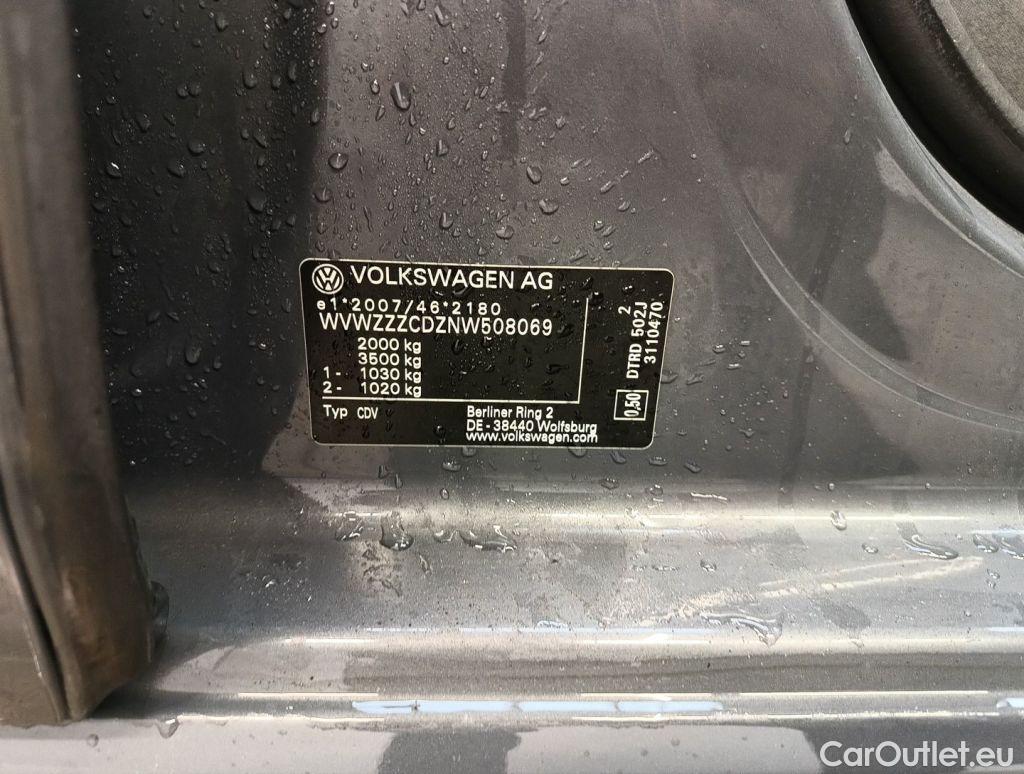 VOLKSWAGEN AG
e1*2007/46*2180
WVWZZZCDZNW508069
2000 kg
3500 kg
1 - 1030 kg
2 - 1020 kg
Typ CDV
Berliner Ring 2
DE - 38440 Wolfsburg
www.volkswagen.com
2
0,50 DTRD 502J
3110470
CarOutlet.eu